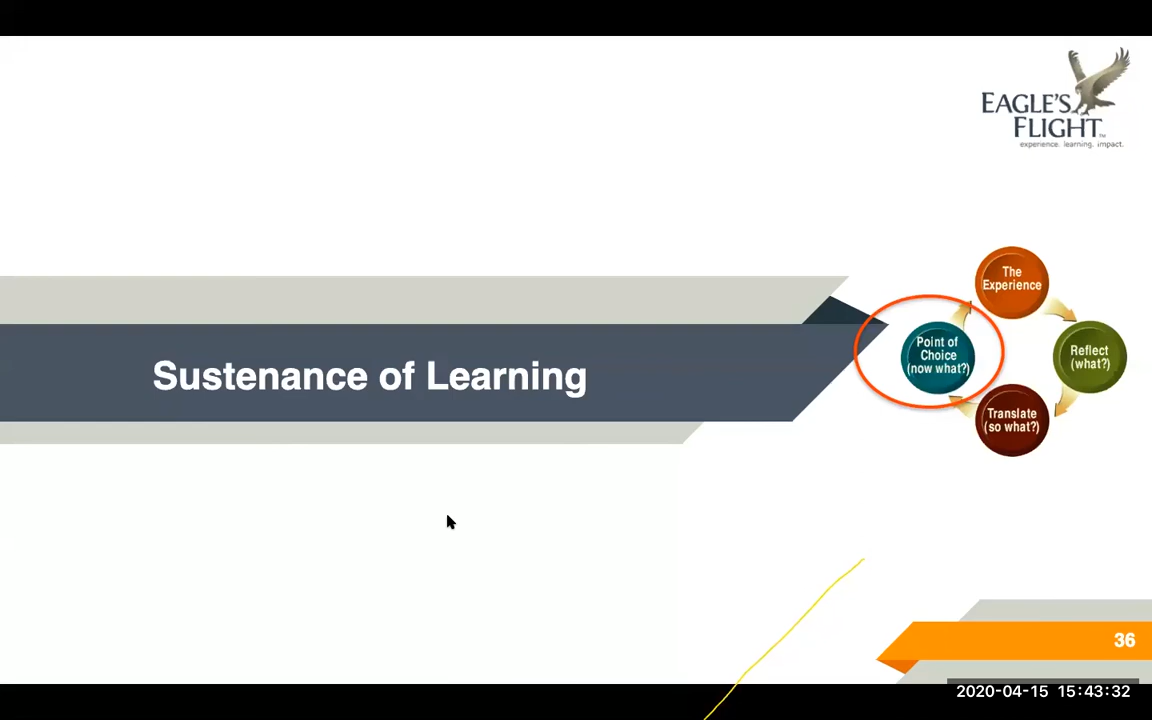 EAGLE'S
FLIGHT™
experience. learning. impact.
The
Experience
Point of
Choice
(now what?)
Reflect
(what?)
Translate
(so what?)
Sustenance of Learning
36
2020-04-15 15:43:32